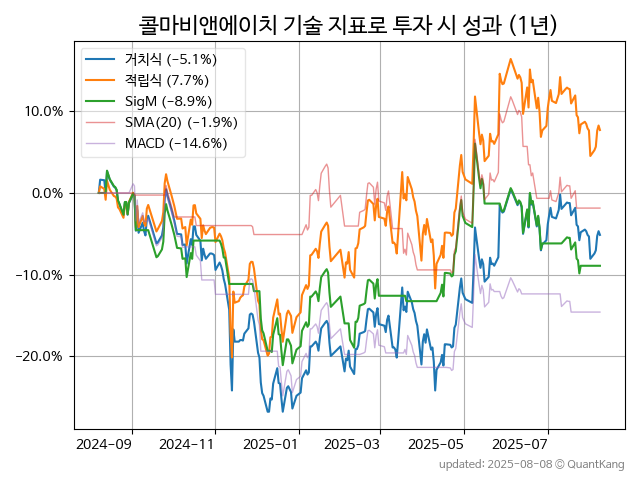 콜마비앤에이치 기술 지표로 투자 시 성과 (1년)
거치식 (−5.1%)
적립식 (7.7%)
SigM (−8.9%)
SMA(20) (−1.9%)
MACD (−14.6%)
10.0%
0.0%
−10.0%
−20.0%
2024-09 2024-11 2025-01 2025-03 2025-05 2025-07
updated: 2025-08-08 © QuantKang